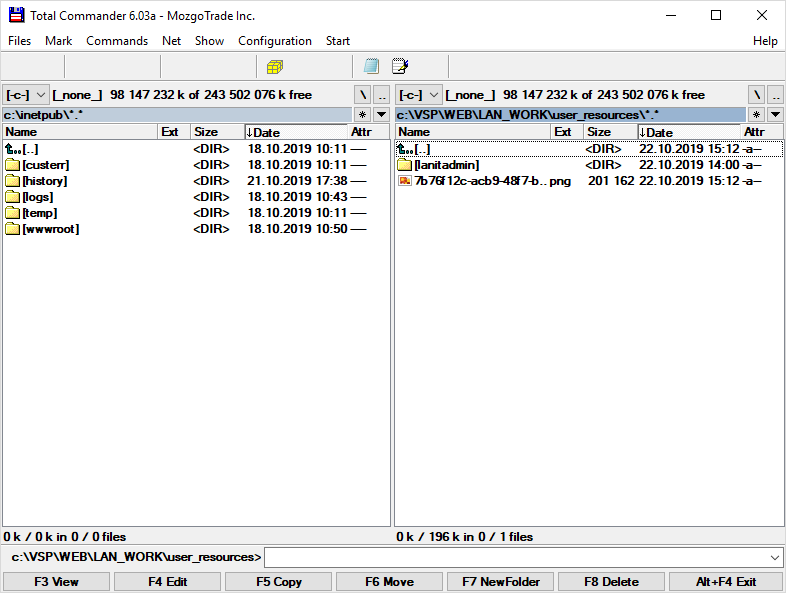 Total Commander 6.03a - MozgoTrade Inc.
Files Mark Commands Net Show Configuration Start Help
[-c-] [_none_] 98 147 232 k of 243 502 076 k free \ ..
[-c-] [_none_] 98 147 232 k of 243 502 076 k free \ ..
c:\inetpub\*.* *
c:\VSP\WEB\LAN_WORK\user_resources\*.* *
Name Ext Size ↓Date Attr
[..] <DIR> 18.10.2019 10:11 ----
[custerr] <DIR> 18.10.2019 10:11 ----
[history] <DIR> 21.10.2019 17:38 ----
[logs] <DIR> 18.10.2019 10:43 ----
[temp] <DIR> 18.10.2019 10:11 ----
[wwwroot] <DIR> 18.10.2019 10:50 ----
0 k / 0 k in 0 / 0 files
Name Ext Size ↓Date Attr
[..] <DIR> 22.10.2019 15:12 -a--
[lanitadmin] <DIR> 22.10.2019 14:00 -a--
7b76f12c-acb9-48f7-b.. png 201 162 22.10.2019 15:12 -a--
0 k / 196 k in 0 / 1 files
c:\VSP\WEB\LAN_WORK\user_resources>
F3 View F4 Edit F5 Copy F6 Move F7 NewFolder F8 Delete Alt+F4 Exit